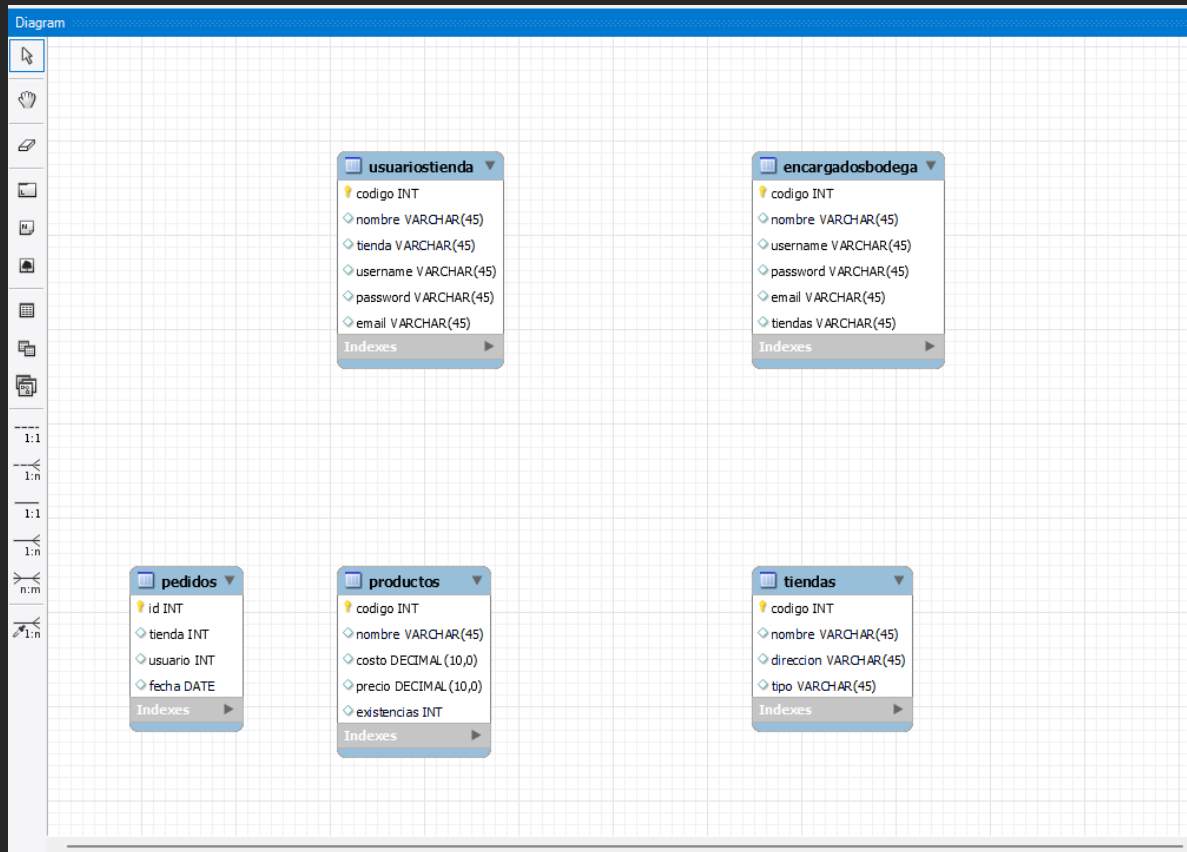 Diagram
usuariostienda
codigo INT
nombre VARCHAR(45)
tienda VARCHAR(45)
username VARCHAR(45)
password VARCHAR(45)
email VARCHAR(45)
Indexes
encargadosbodega
codigo INT
nombre VARCHAR(45)
username VARCHAR(45)
password VARCHAR(45)
email VARCHAR(45)
tiendas VARCHAR(45)
Indexes
1:1
1:n
1:1
1:n
n:m
1:n
pedidos
id INT
tienda INT
usuario INT
fecha DATE
Indexes
productos
codigo INT
nombre VARCHAR(45)
costo DECIMAL(10,0)
precio DECIMAL(10,0)
existencias INT
Indexes
tiendas
codigo INT
nombre VARCHAR(45)
direccion VARCHAR(45)
tipo VARCHAR(45)
Indexes